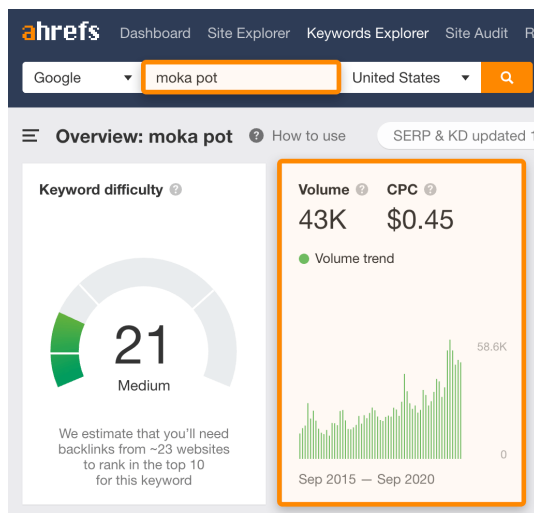 ahrefs Dashboard Site Explorer Keywords Explorer Site Audit R
Google moka pot United States
Overview: moka pot ? How to use SERP & KD updated 1
Keyword difficulty ?
21
Medium
We estimate that you'll need
backlinks from ~23 websites
to rank in the top 10
for this keyword
Volume ? CPC ?
43K $0.45
Volume trend
58.6K
0
Sep 2015 — Sep 2020